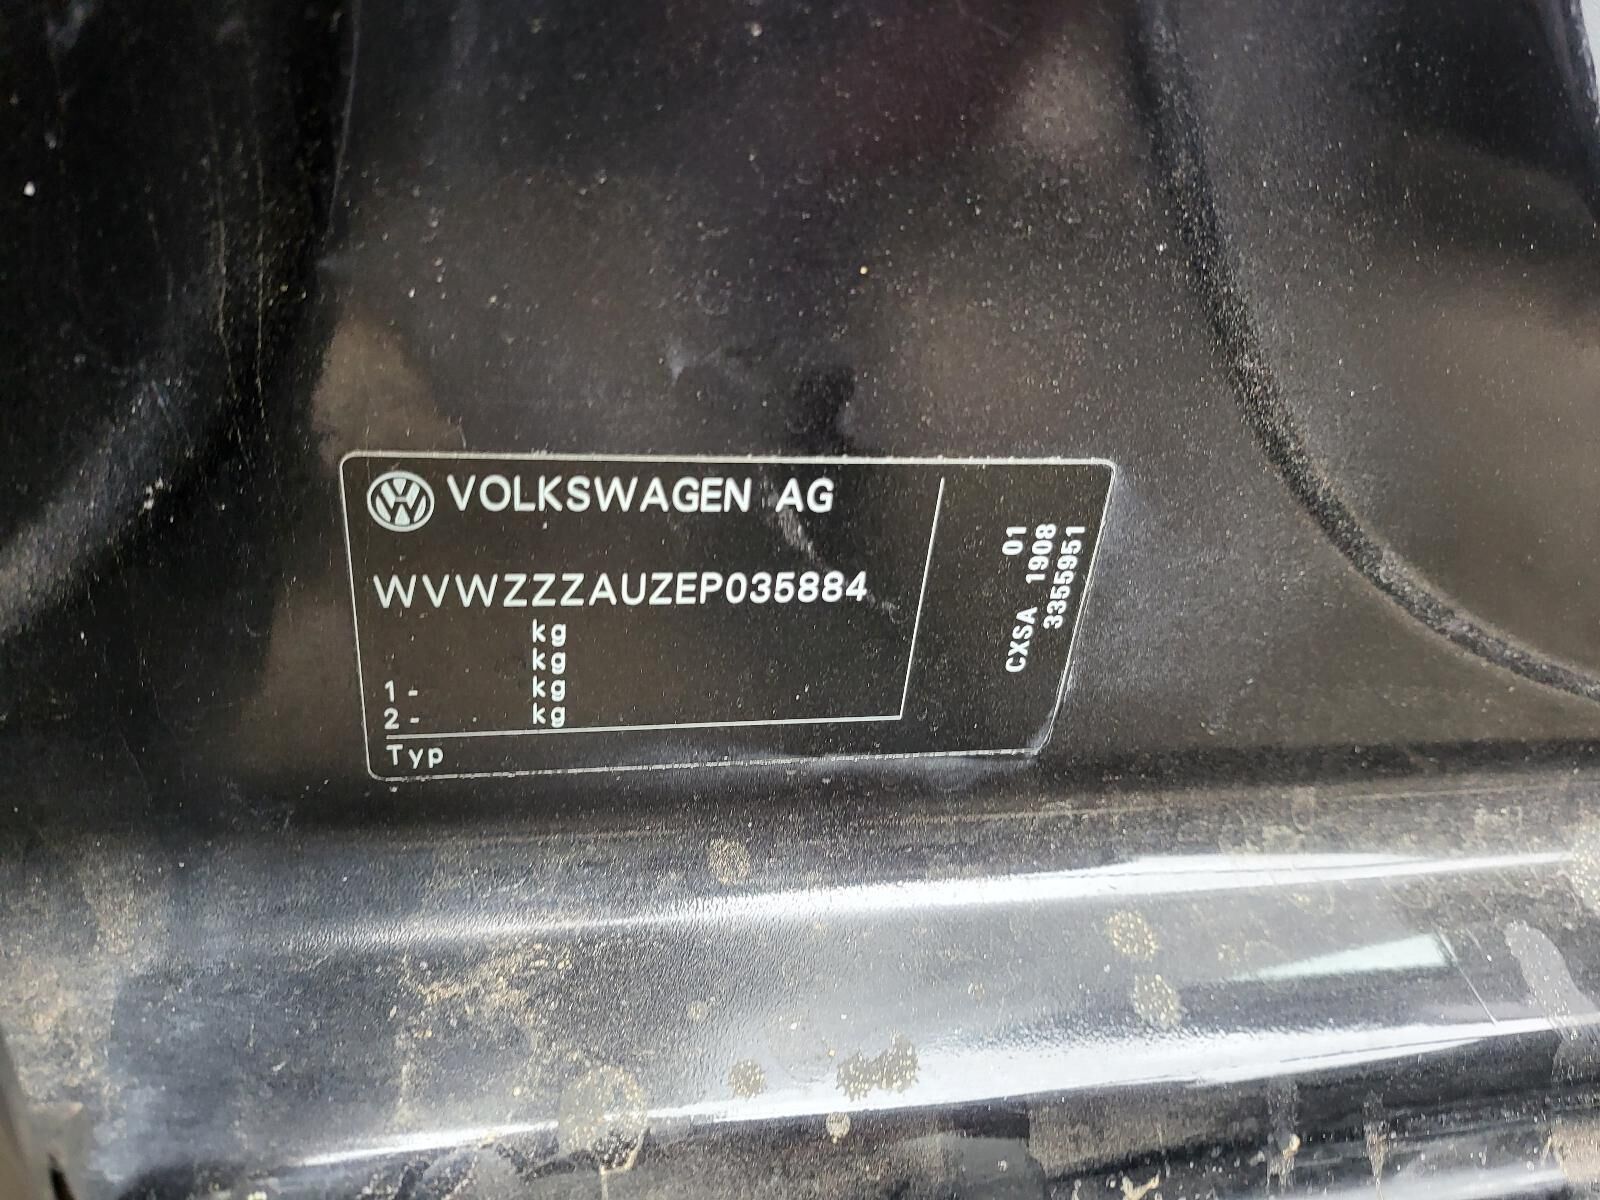 VOLKSWAGEN AG
WVWZZZAUZEP035884
kg
kg
1- kg
2- kg
Typ
01
CXSA 1908
3355951